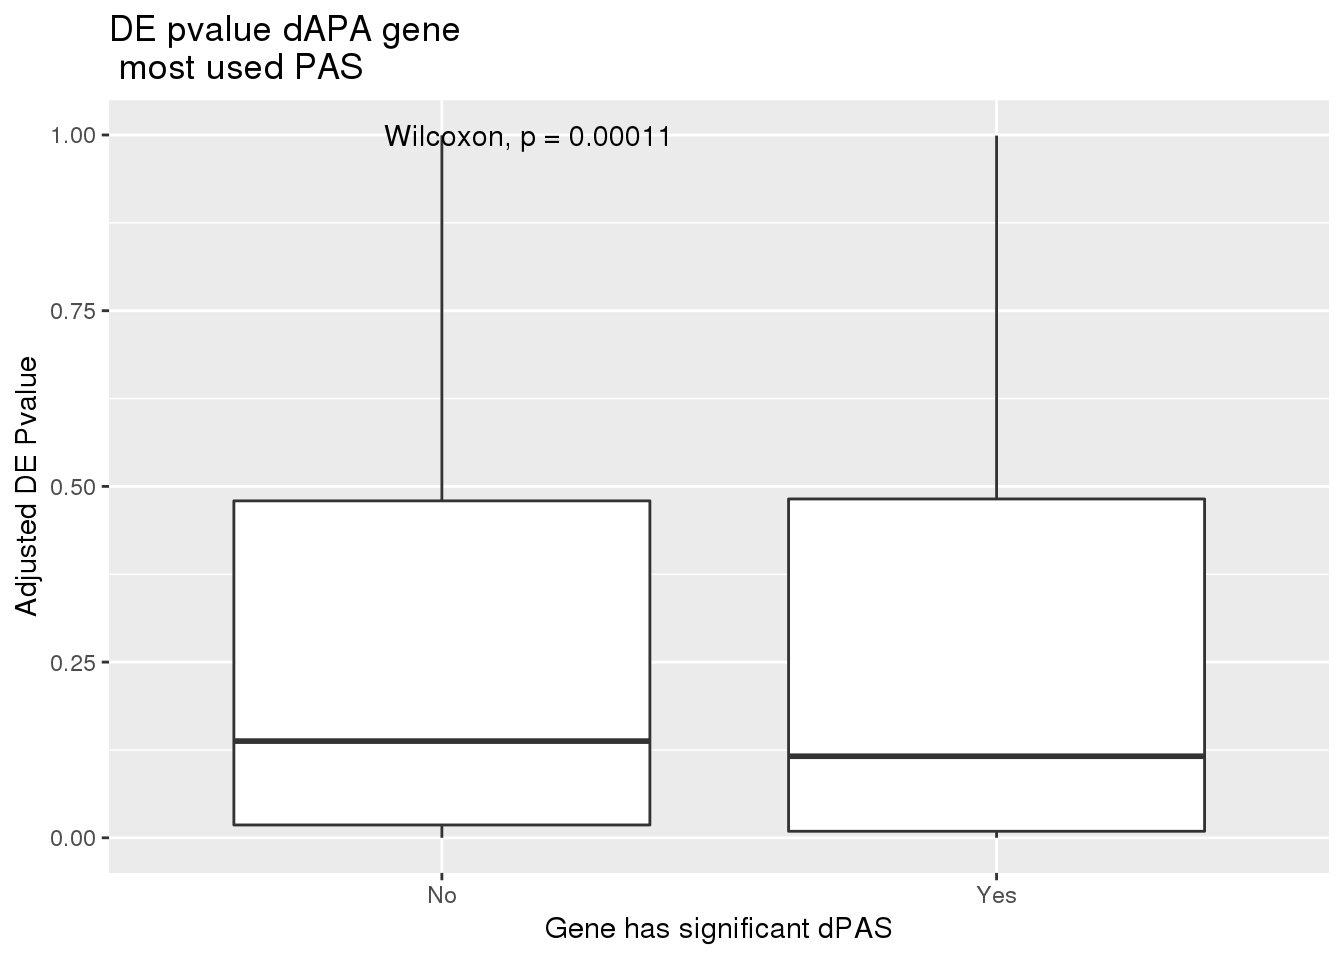 DE pvalue dAPA gene
most used PAS
Wilcoxon, p = 0.00011
1.00
0.75
0.50
0.25
0.00
Adjusted DE Pvalue
No
Yes
Gene has significant dPAS